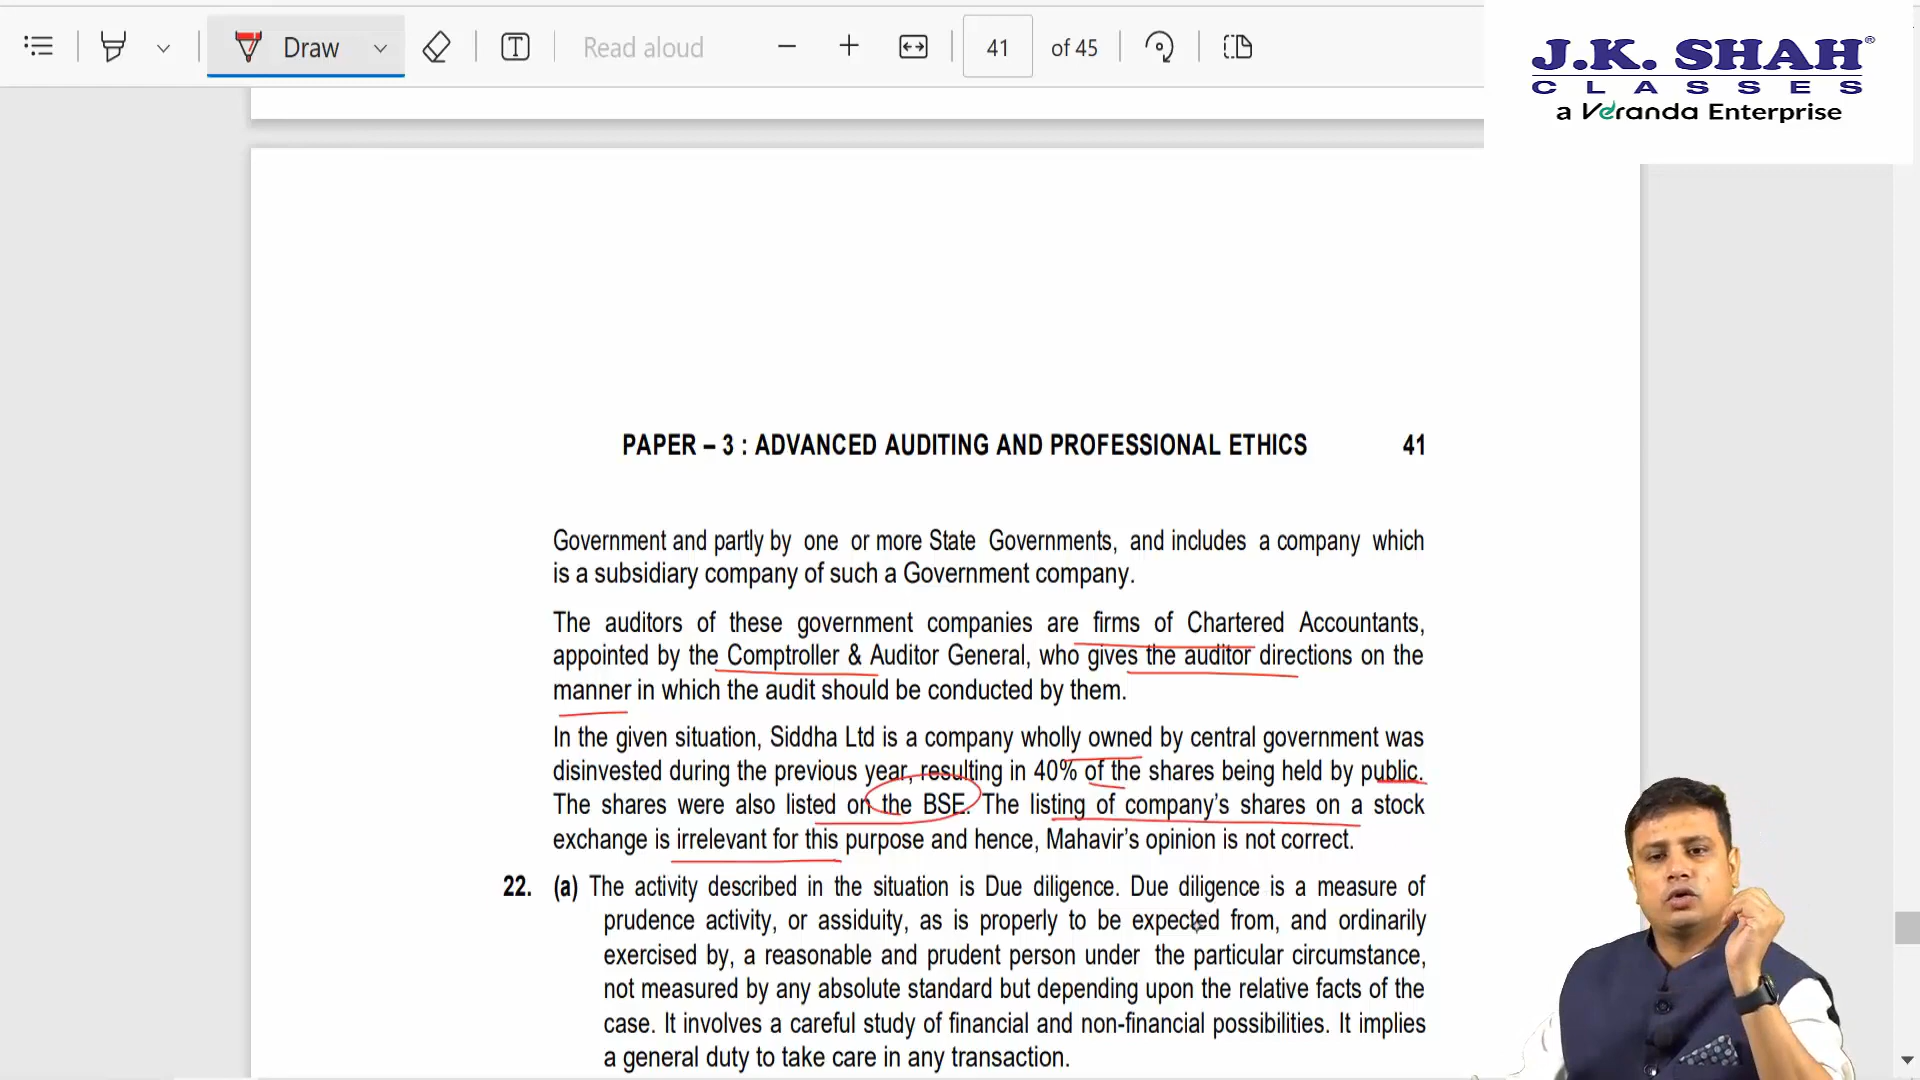 Draw
Read aloud
41
of 45
J.K. SHAH®
CLASSES
a Veranda Enterprise
PAPER – 3 : ADVANCED AUDITING AND PROFESSIONAL ETHICS 41
Government and partly by one or more State Governments, and includes a company which
is a subsidiary company of such a Government company.
The auditors of these government companies are firms of Chartered Accountants,
appointed by the Comptroller & Auditor General, who gives the auditor directions on the
manner in which the audit should be conducted by them.
In the given situation, Siddha Ltd is a company wholly owned by central government was
disinvested during the previous year, resulting in 40% of the shares being held by public.
The shares were also listed on the BSE. The listing of company's shares on a stock
exchange is irrelevant for this purpose and hence, Mahavir's opinion is not correct.
22. (a) The activity described in the situation is Due diligence. Due diligence is a measure of
prudence activity, or assiduity, as is properly to be expected from, and ordinarily
exercised by, a reasonable and prudent person under the particular circumstance,
not measured by any absolute standard but depending upon the relative facts of the
case. It involves a careful study of financial and non-financial possibilities. It implies
a general duty to take care in any transaction.